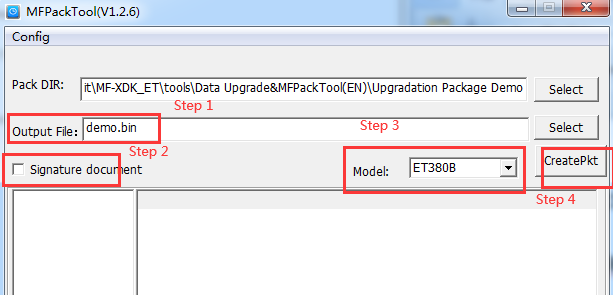 MFPackTool(V1.2.6)
Config
Pack DIR: it\MF-XDK_ET\tools\Data Upgrade&MFPackTool(EN)\Upgradation Package Demo Select
Step 1
Output File: demo.bin Step 3 Select
Step 2
Signature document Model: ET380B CreatePkt
Step 4